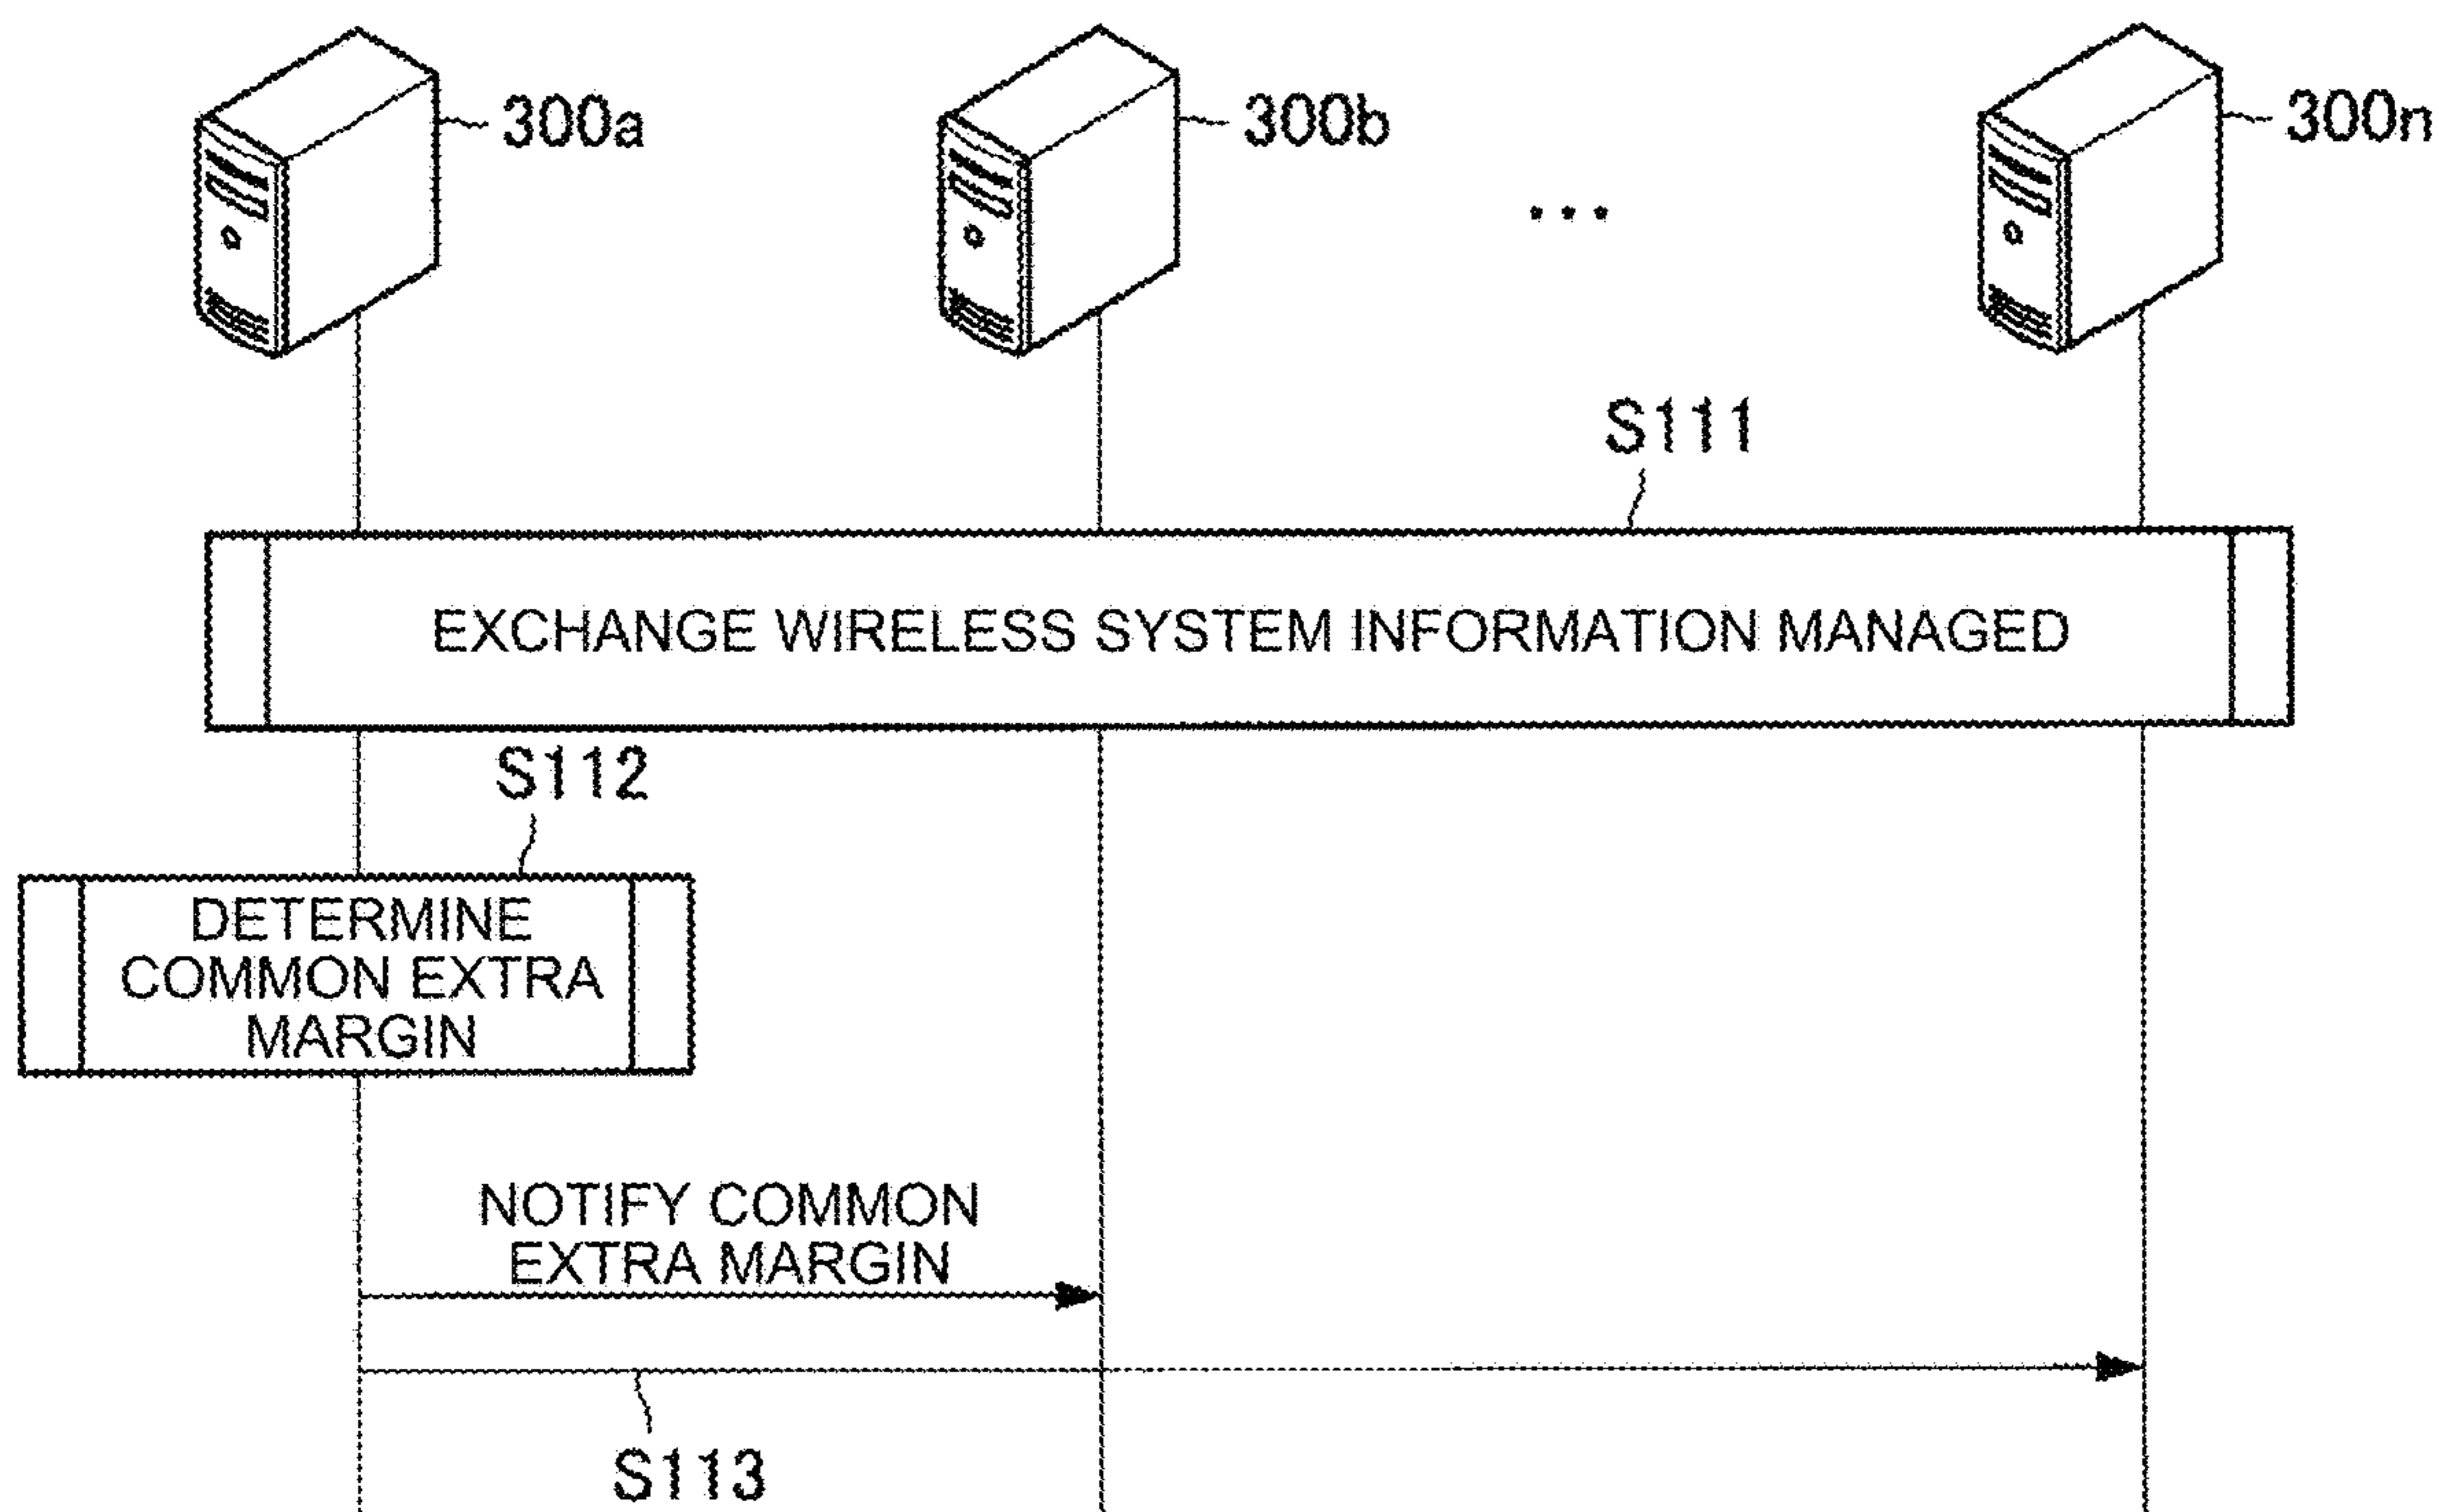 300a
300b
...
300n
S111
EXCHANGE WIRELESS SYSTEM INFORMATION MANAGED
S112
DETERMINE
COMMON EXTRA
MARGIN
NOTIFY COMMON
EXTRA MARGIN
S113